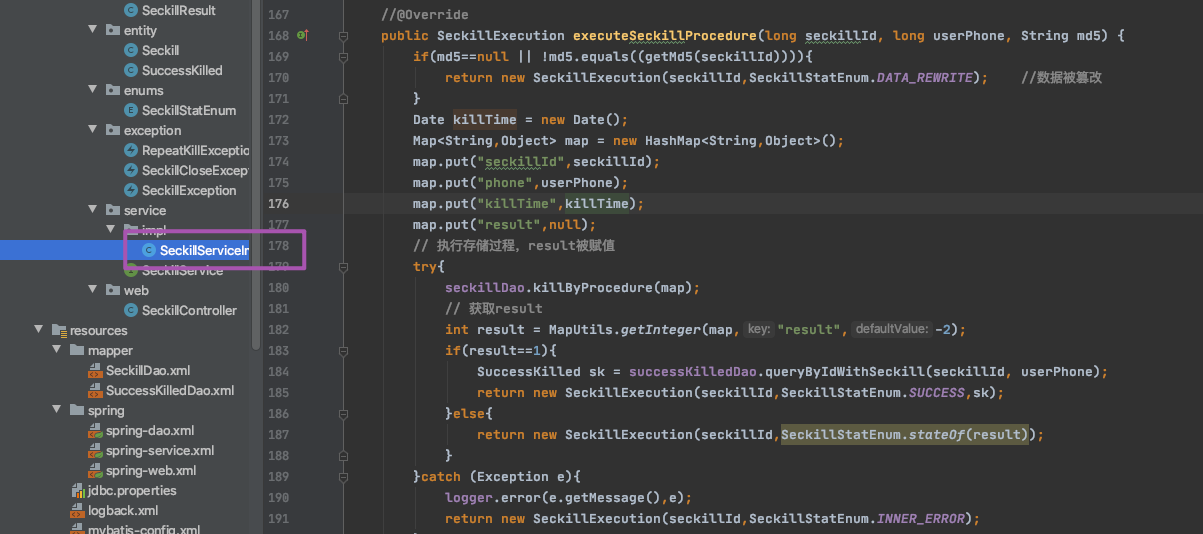 SeckillResult
entity
Seckill
SuccessKilled
enums
SeckillStatEnum
exception
RepeatKillExceptio
SeckillCloseExcep
SeckillException
service
impl
SeckillServiceIr
SeckillService
web
SeckillController
resources
mapper
SeckillDao.xml
SuccessKilledDao.xml
spring
spring-dao.xml
spring-service.xml
spring-web.xml
jdbc.properties
logback.xml
mybatis-config.xml
167 //@Override
168 public SeckillExecution executeSeckillProcedure(long seckillId, long userPhone, String md5) {
169 if(md5==null || !md5.equals((getMd5(seckillId)))){
170 return new SeckillExecution(seckillId,SeckillStatEnum.DATA_REWRITE); //数据被篡改
171 }
172 Date killTime = new Date();
173 Map<String,Object> map = new HashMap<String,Object>();
174 map.put("seckillId",seckillId);
175 map.put("phone",userPhone);
176 map.put("killTime",killTime);
177 map.put("result",null);
178 // 执行存储过程，result被赋值
179 try{
180 seckillDao.killByProcedure(map);
181 // 获取result
182 int result = MapUtils.getInteger(map, key: "result", defaultValue: -2);
183 if(result==1){
184 SuccessKilled sk = successKilledDao.queryByIdWithSeckill(seckillId, userPhone);
185 return new SeckillExecution(seckillId,SeckillStatEnum.SUCCESS,sk);
186 }else{
187 return new SeckillExecution(seckillId,SeckillStatEnum.stateOf(result));
188 }
189 }catch (Exception e){
190 logger.error(e.getMessage(),e);
191 return new SeckillExecution(seckillId,SeckillStatEnum.INNER_ERROR);